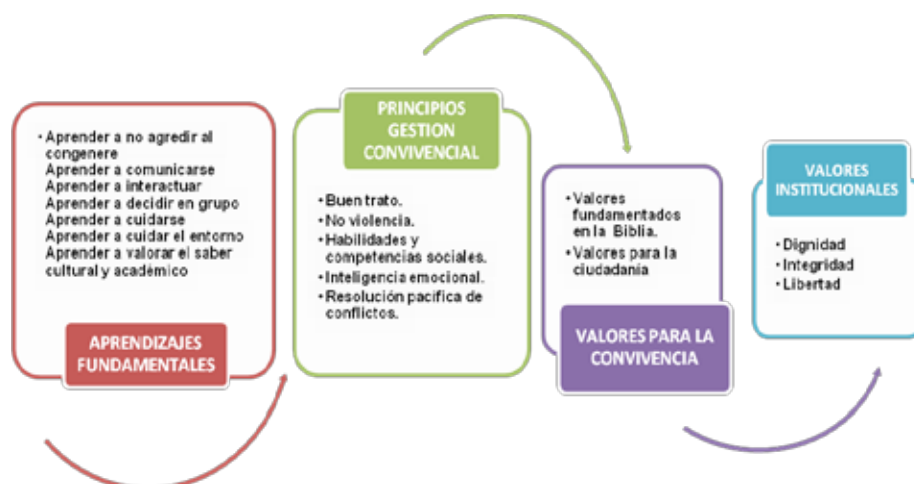 • Aprender a no agredir al
congenere
Aprender a comunicarse
Aprender a interactuar
Aprender a decidir en grupo
Aprender a cuidarse
Aprender a cuidar el entorno
Aprender a valorar el saber
cultural y académico
APRENDIZAJES
FUNDAMENTALES
PRINCIPIOS
GESTION
CONVIVENCIAL
• Buen trato.
• No violencia.
• Habilidades y
competencias sociales.
• Inteligencia emocional.
• Resolución pacífica de
conflictos.
• Valores
fundamentados
en la Biblia.
• Valores para la
ciudadanía
VALORES PARA LA
CONVIVENCIA
VALORES
INSTITUCIONALES
• Dignidad
• Integridad
• Libertad